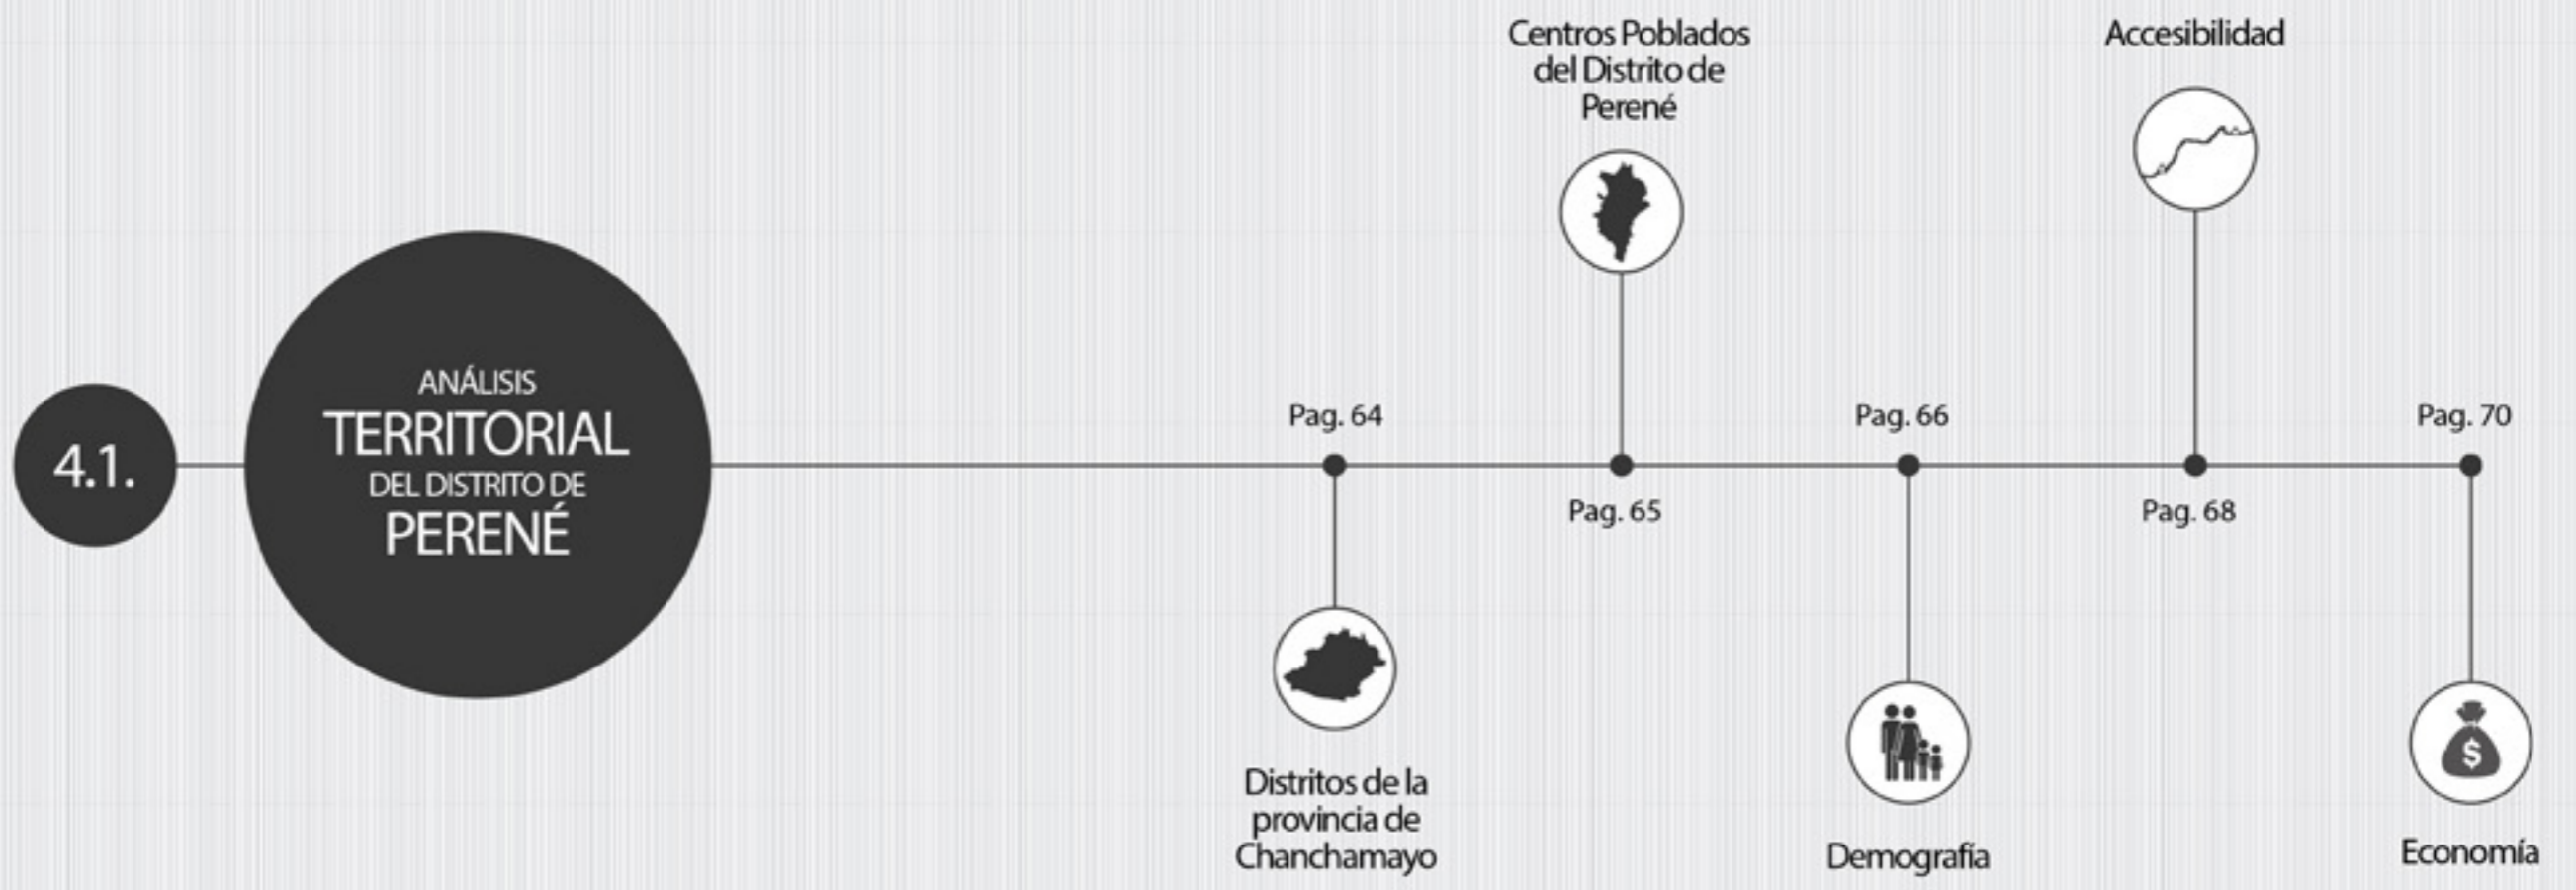 4.1.
ANÁLISIS
TERRITORIAL
DEL DISTRITO DE
PERENÉ
Pag. 64
Distritos de la
provincia de
Chanchamayo
Centros Poblados
del Distrito de
Perené
Pag. 65
Pag. 66
Demografía
Accesibilidad
Pag. 68
Pag. 70
$
Economía